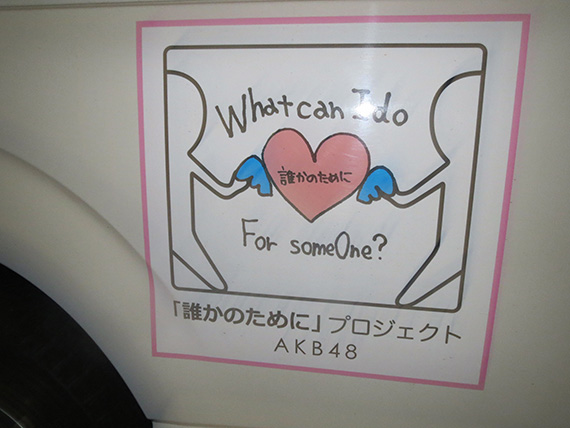 What can I do
誰かのために
For someOne?
「誰かのために」プロジェクト
AKB48